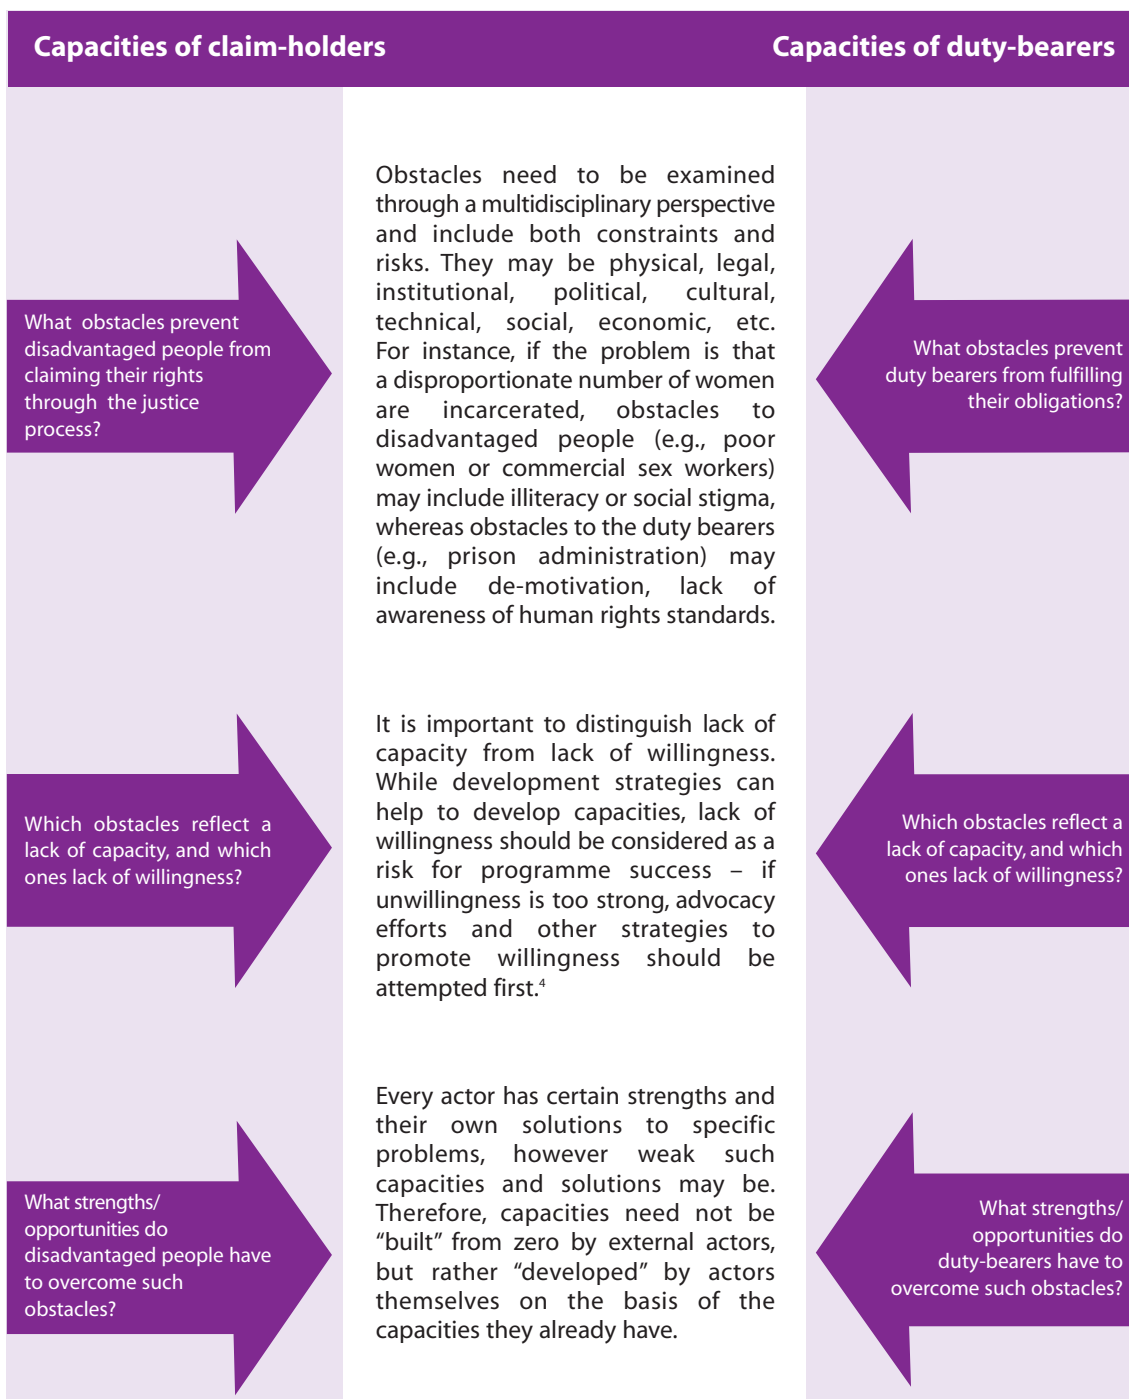 Capacities of claim-holders
Capacities of duty-bearers
Obstacles need to be examined
through a multidisciplinary perspective
and include both constraints and
risks. They may be physical, legal,
institutional, political, cultural,
technical, social, economic, etc.
For instance, if the problem is that
a disproportionate number of women
are incarcerated, obstacles to
disadvantaged people (e.g., poor
women or commercial sex workers)
may include illiteracy or social stigma,
whereas obstacles to the duty bearers
(e.g., prison administration) may
include de-motivation, lack of
awareness of human rights standards.
What obstacles prevent
disadvantaged people from
claiming their rights
through the justice
process?
What obstacles prevent
duty bearers from fulfilling
their obligations?
It is important to distinguish lack of
capacity from lack of willingness.
While development strategies can
help to develop capacities, lack of
willingness should be considered as a
risk for programme success – if
unwillingness is too strong, advocacy
efforts and other strategies to
promote willingness should be
attempted first.⁴
Which obstacles reflect a
lack of capacity, and which
ones lack of willingness?
Which obstacles reflect a
lack of capacity, and which
ones lack of willingness?
Every actor has certain strengths and
their own solutions to specific
problems, however weak such
capacities and solutions may be.
Therefore, capacities need not be
“built” from zero by external actors,
but rather “developed” by actors
themselves on the basis of the
capacities they already have.
What strengths/
opportunities do
disadvantaged people have
to overcome such
obstacles?
What strengths/
opportunities do
duty-bearers have to
overcome such obstacles?